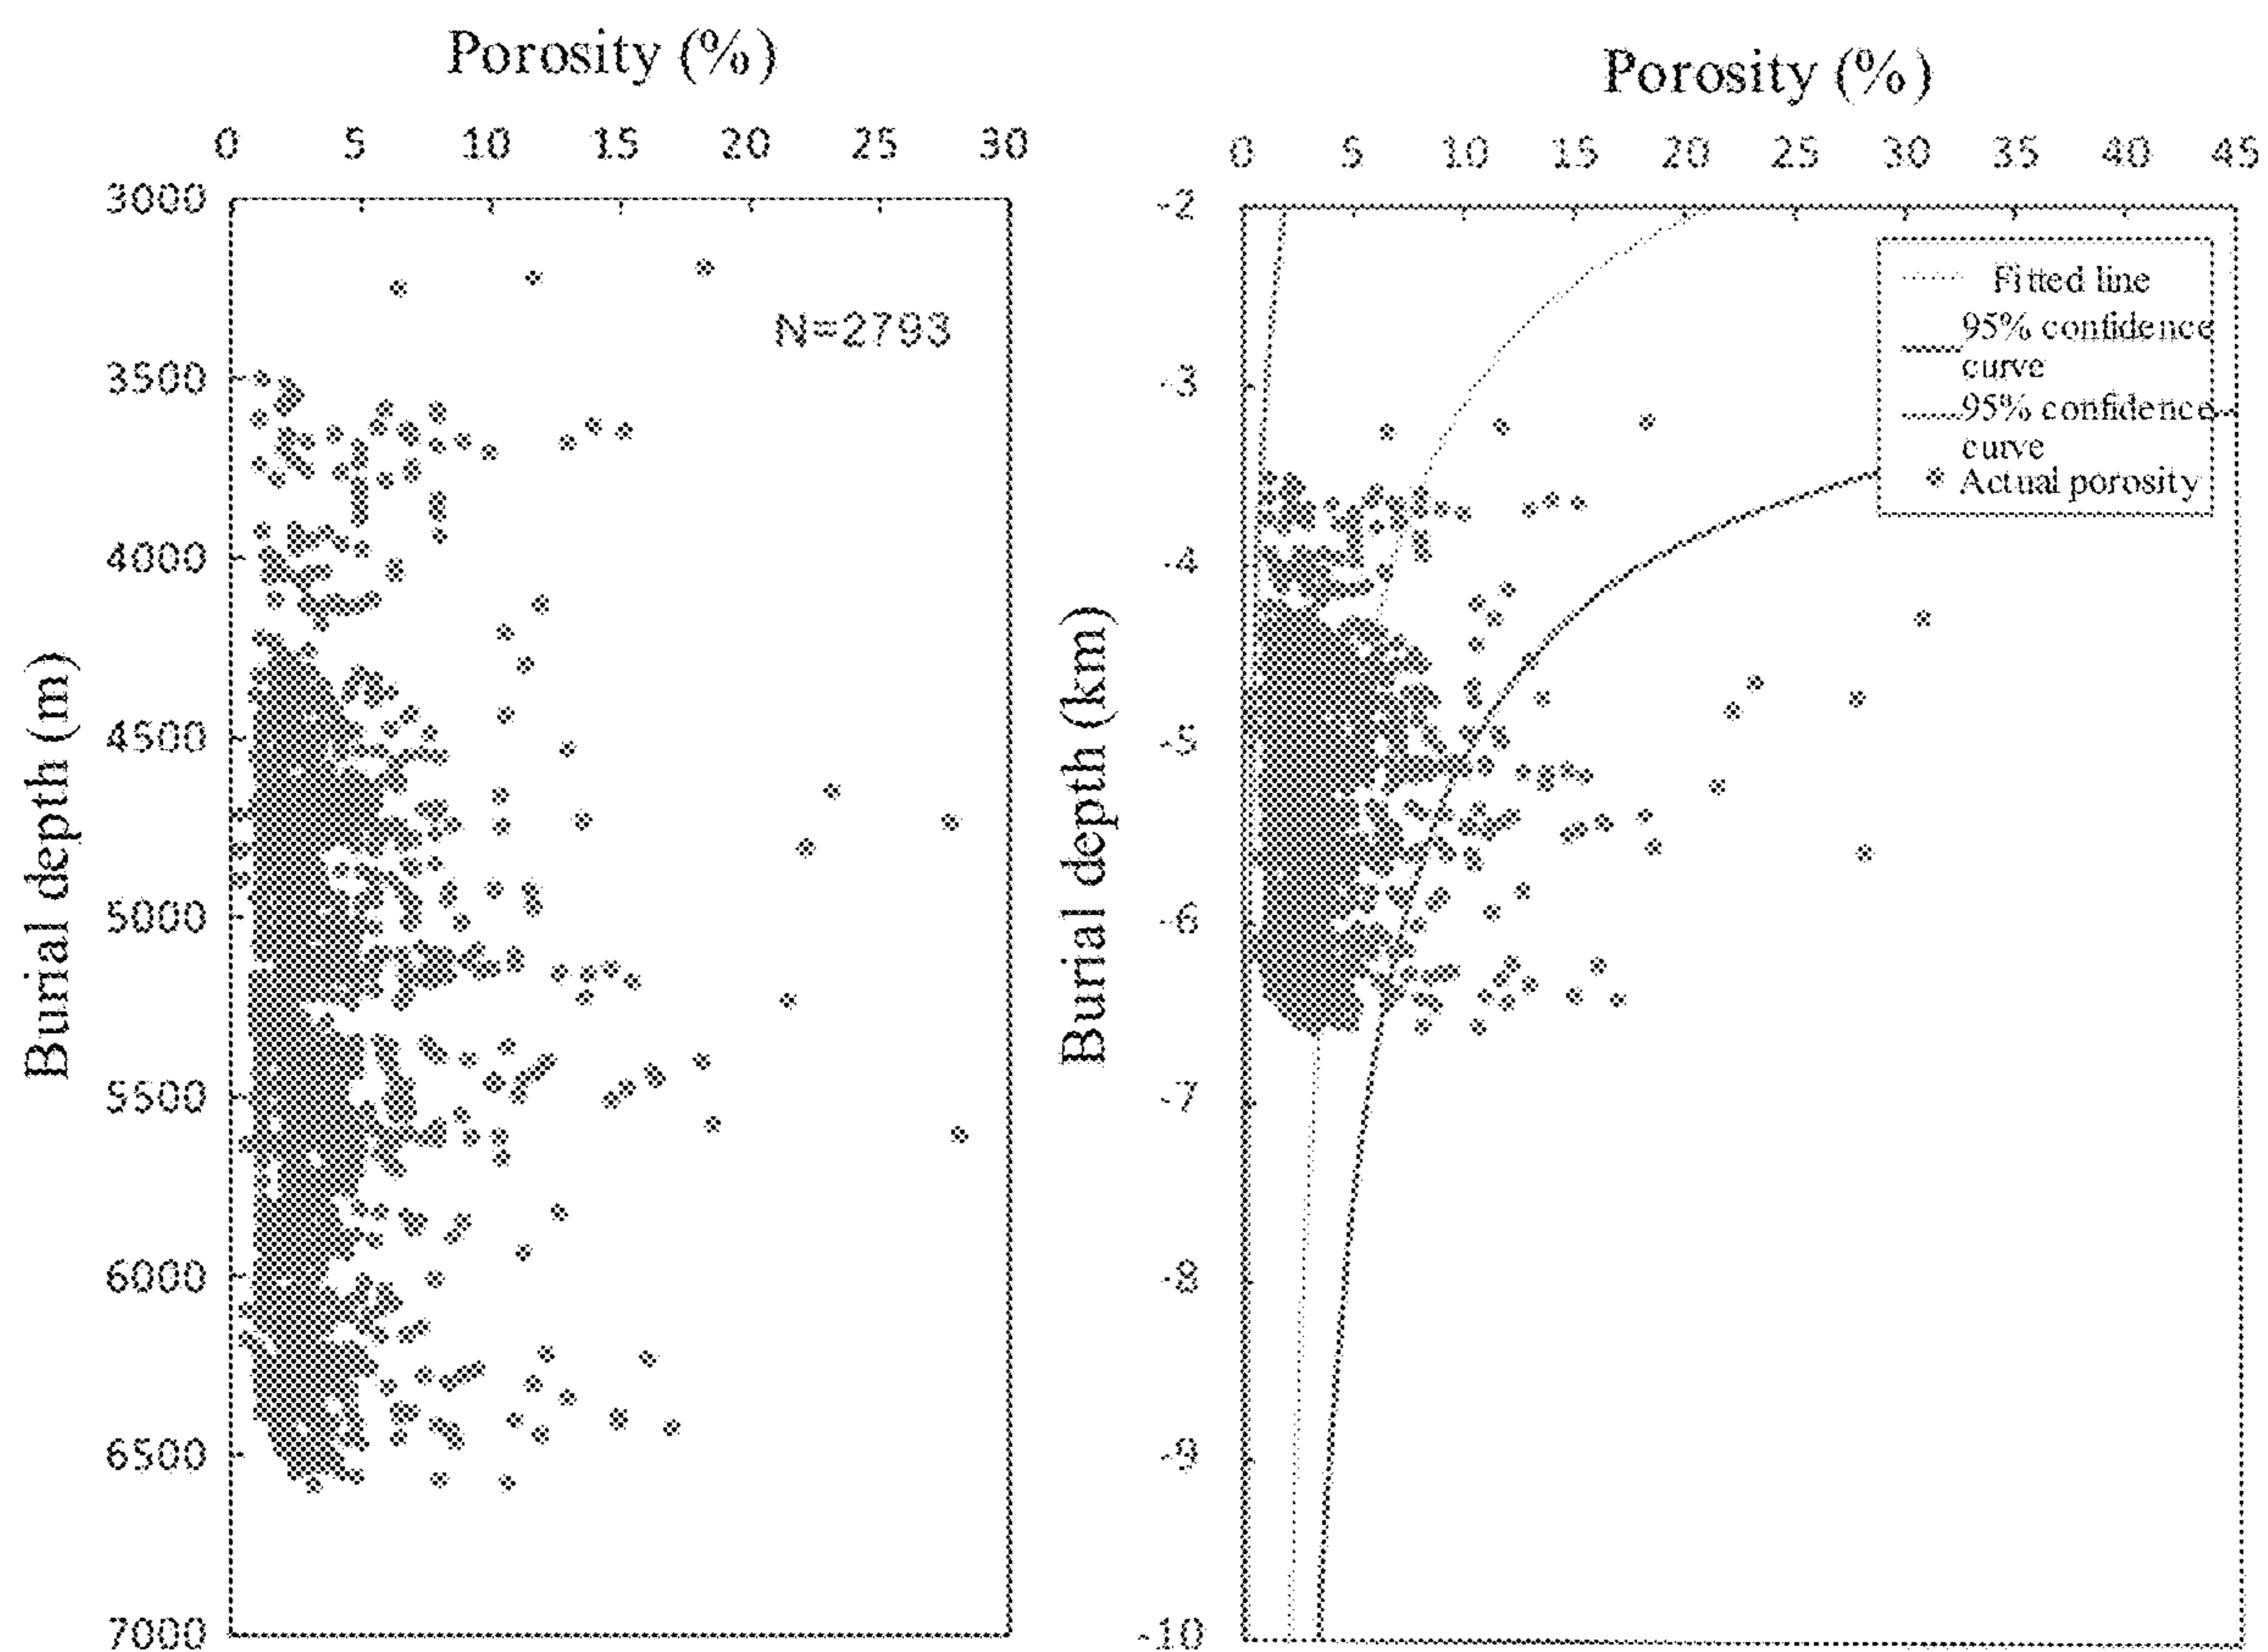 Porosity (%)
0 5 10 15 20 25 30
3000
3500
4000
4500
5000
5500
6000
6500
7000
Burial depth (m)
N=2793
Porosity (%)
0 5 10 15 20 25 30 35 40 45
-2
-3
-4
-5
-6
-7
-8
-9
-10
Burial depth (km)
Fitted line
95% confidence
curve
95% confidence
curve
Actual porosity